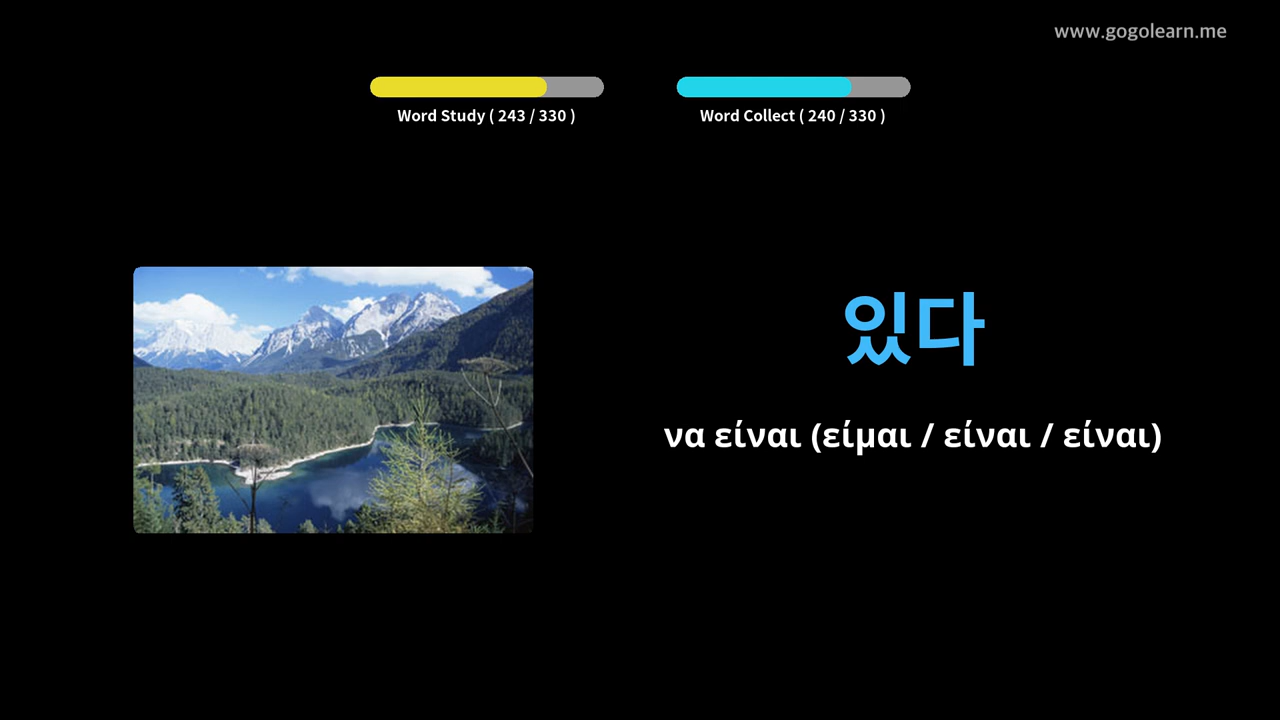 www.gogolearn.me
Word Study ( 243 / 330 )
Word Collect ( 240 / 330 )
있다
να είναι (είμαι / είναι / είναι)